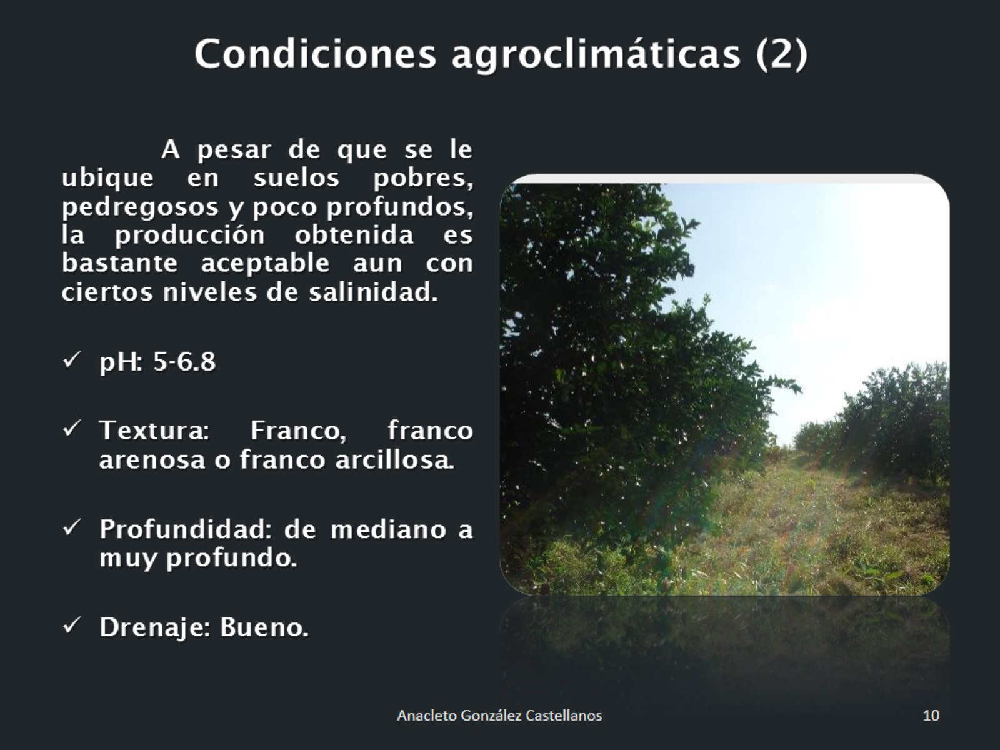 Condiciones agroclimáticas (2)
A pesar de que se le
ubique en suelos pobres,
pedregosos y poco profundos,
la producción obtenida es
bastante aceptable aun con
ciertos niveles de salinidad.
✓ pH: 5-6.8
✓ Textura: Franco, franco
arenosa o franco arcillosa.
✓ Profundidad: de mediano a
muy profundo.
✓ Drenaje: Bueno.
Anacleto González Castellanos
10